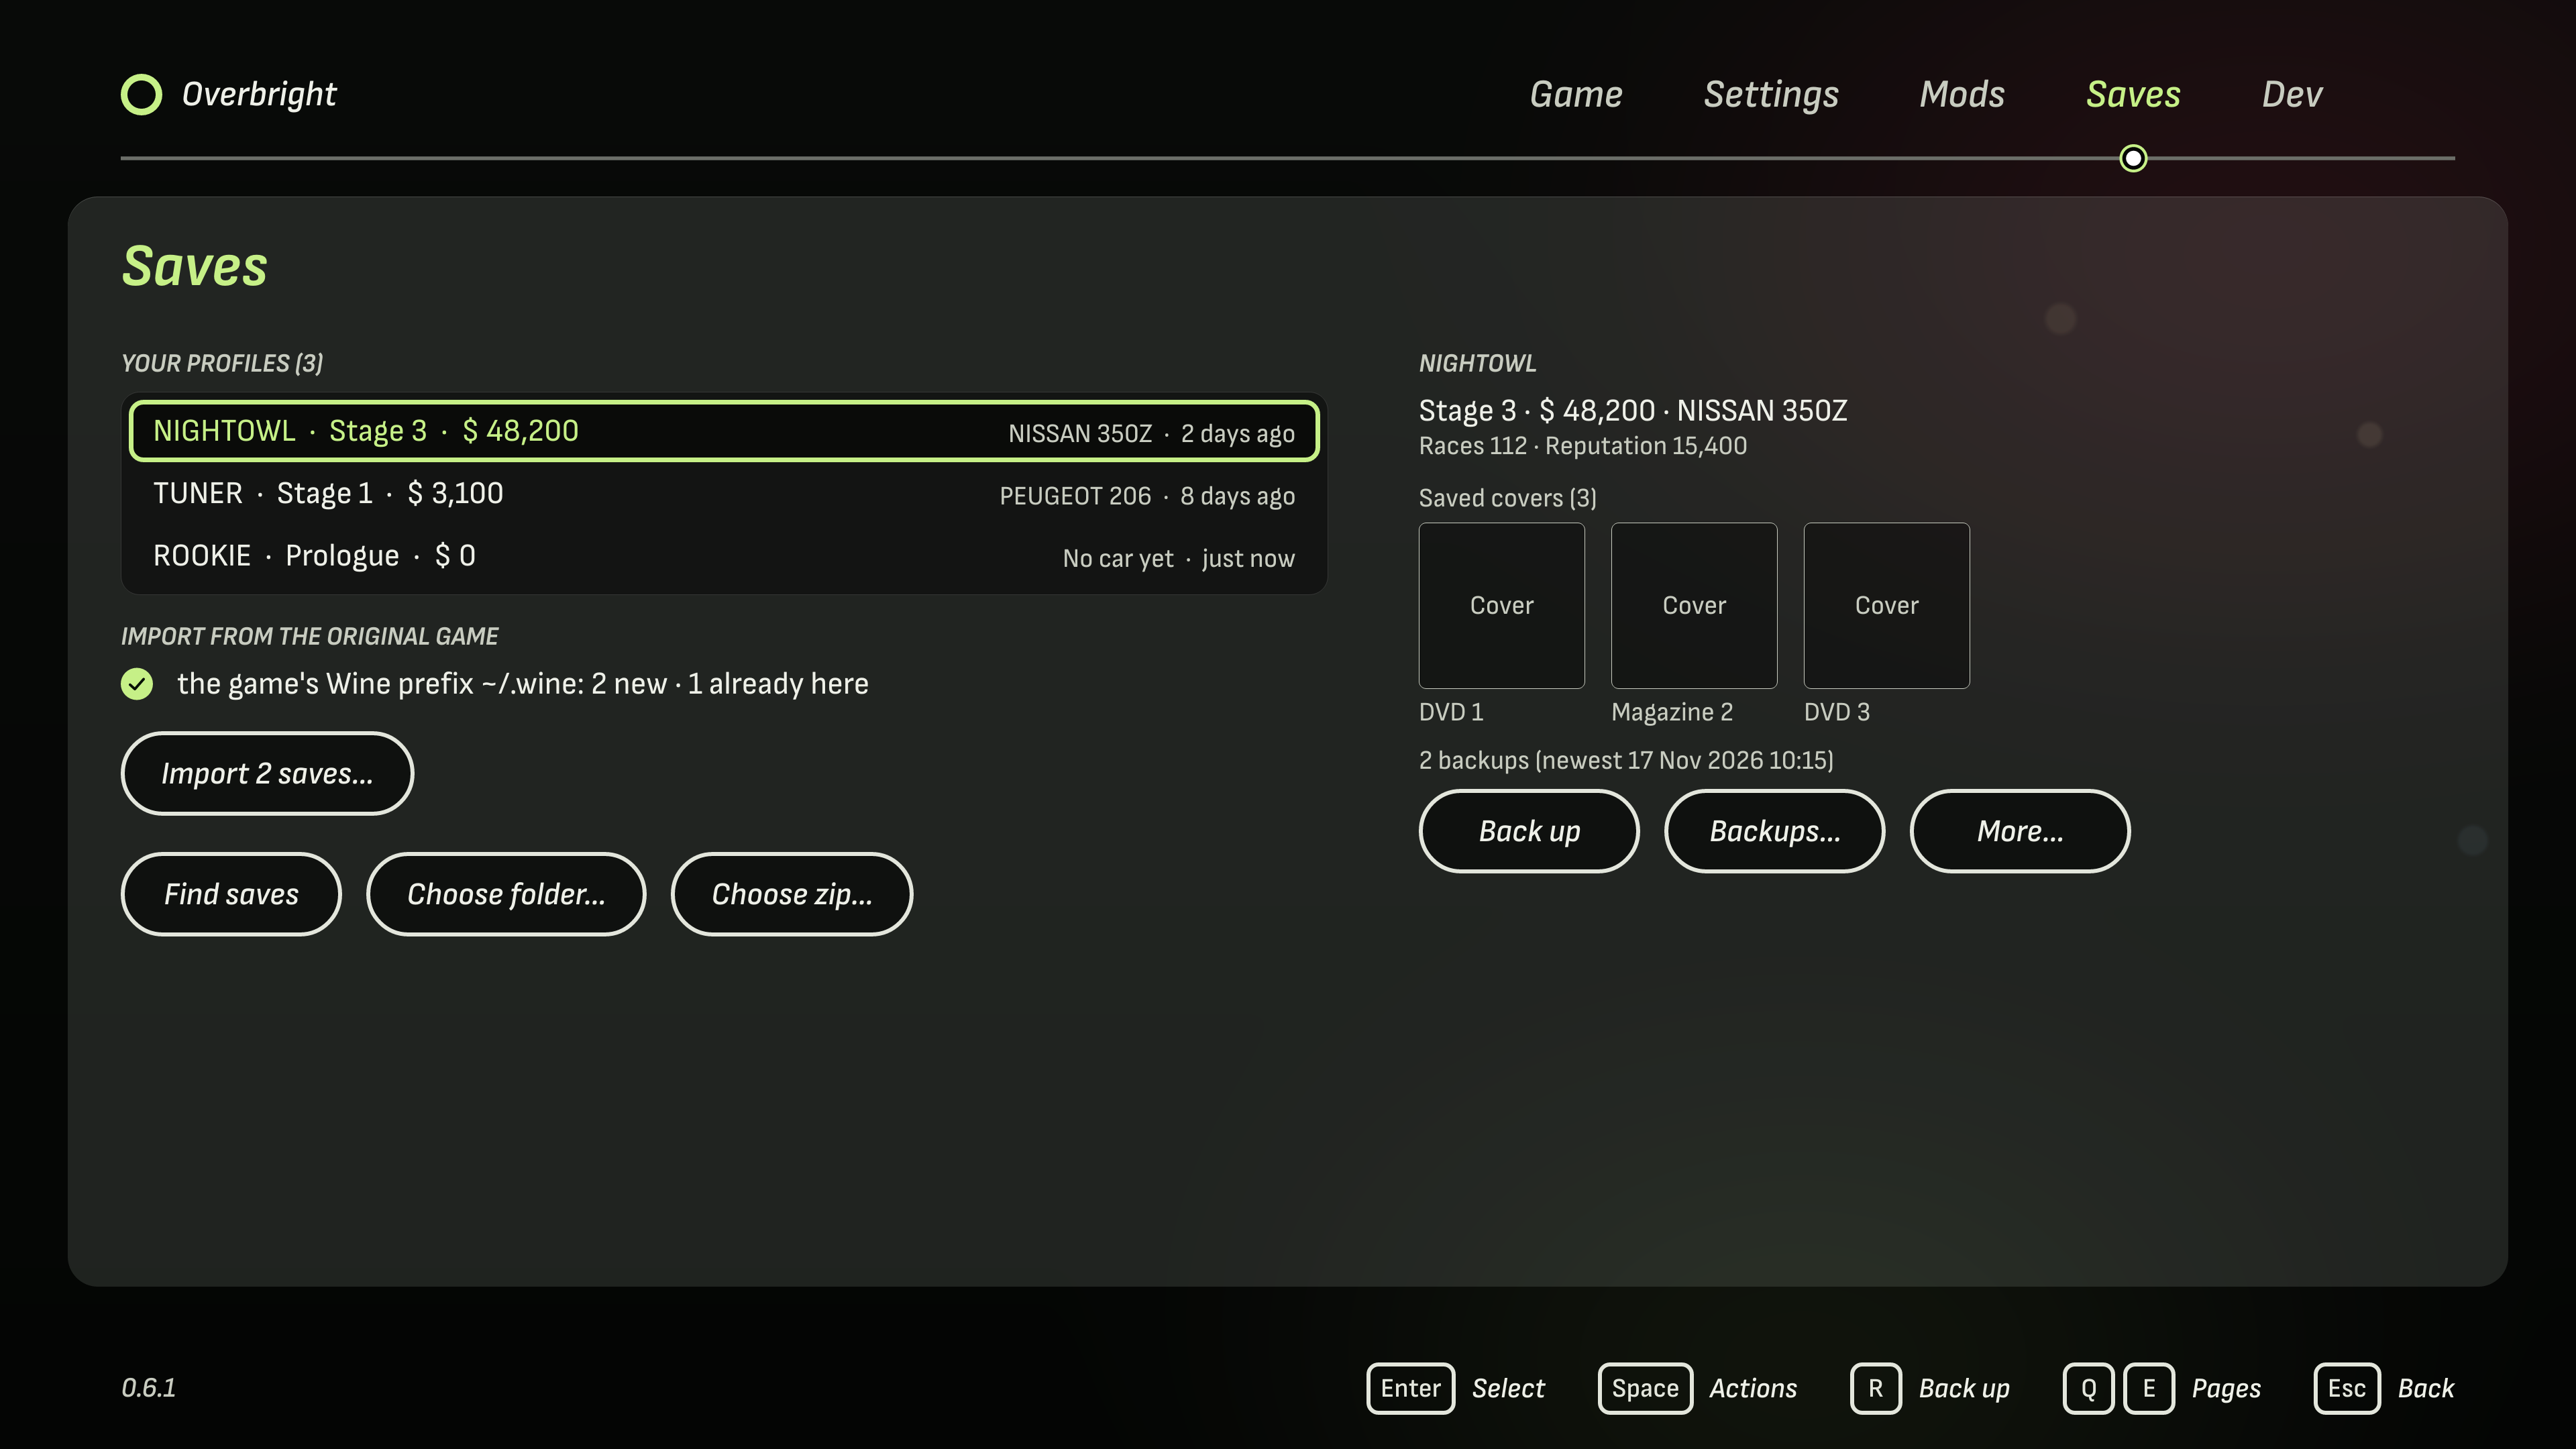 Overbright
Game Settings Mods Saves Dev
Saves
YOUR PROFILES (3)
NIGHTOWL · Stage 3 · $ 48,200 NISSAN 350Z · 2 days ago
TUNER · Stage 1 · $ 3,100 PEUGEOT 206 · 8 days ago
ROOKIE · Prologue · $ 0 No car yet · just now
IMPORT FROM THE ORIGINAL GAME
the game's Wine prefix ~/.wine: 2 new · 1 already here
Import 2 saves...
Find saves Choose folder... Choose zip...
NIGHTOWL
Stage 3 · $ 48,200 · NISSAN 350Z
Races 112 · Reputation 15,400
Saved covers (3)
Cover Cover Cover
DVD 1 Magazine 2 DVD 3
2 backups (newest 17 Nov 2026 10:15)
Back up Backups... More...
0.6.1
Enter Select Space Actions R Back up Q E Pages Esc Back